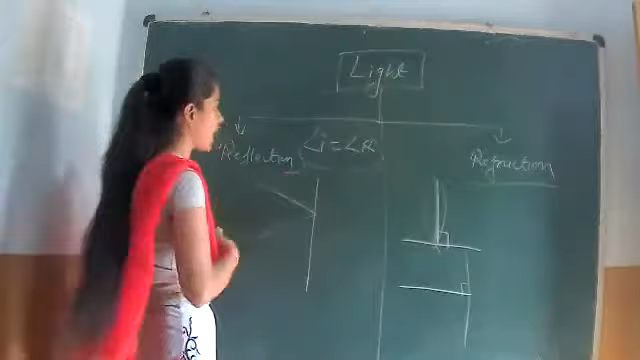 Light
Reflection ∠i = ∠R
Refraction